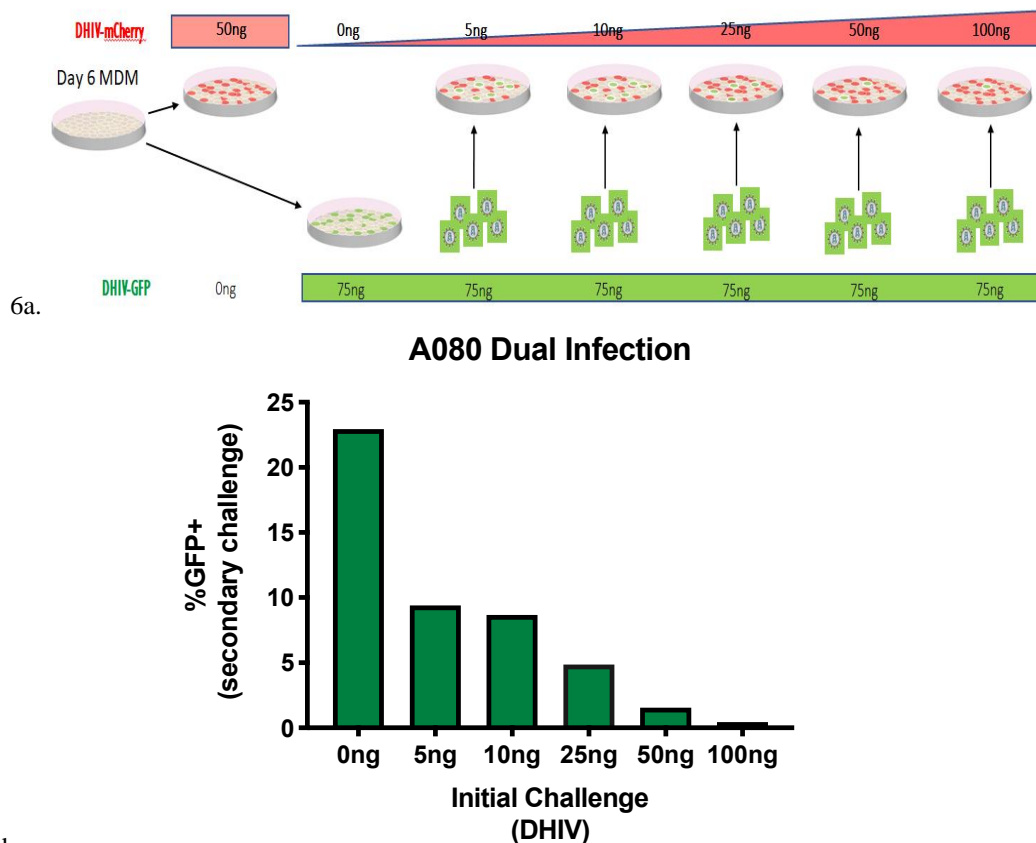 DHIV-mCherry 50ng 0ng 5ng 10ng 25ng 50ng 100ng
Day 6 MDM
DHIV-GFP 0ng 75ng 75ng 75ng 75ng 75ng 75ng
6a.
A080 Dual Infection
%GFP+
(secondary challenge)
25
20
15
10
5
0
0ng 5ng 10ng 25ng 50ng 100ng
Initial Challenge
(DHIV)